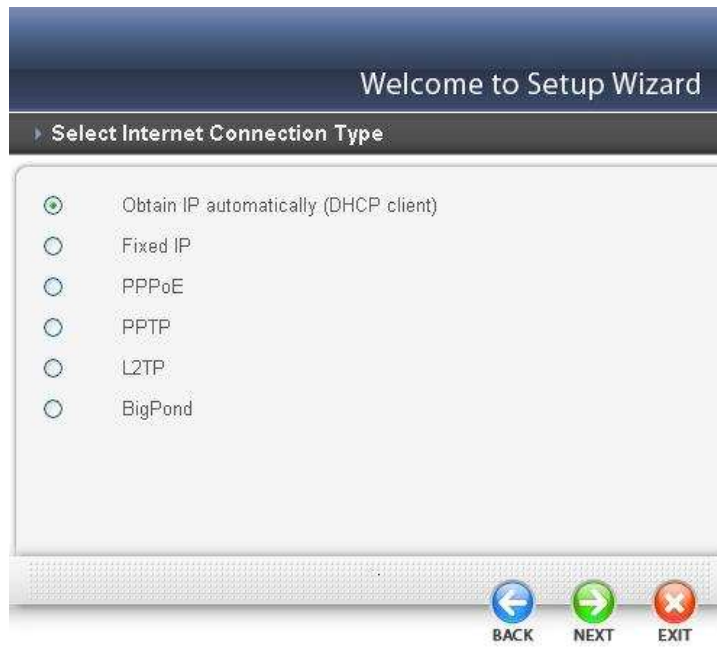 Welcome to Setup Wizard
Select Internet Connection Type
Obtain IP automatically (DHCP client)
Fixed IP
PPPoE
PPTP
L2TP
BigPond
BACK NEXT EXIT